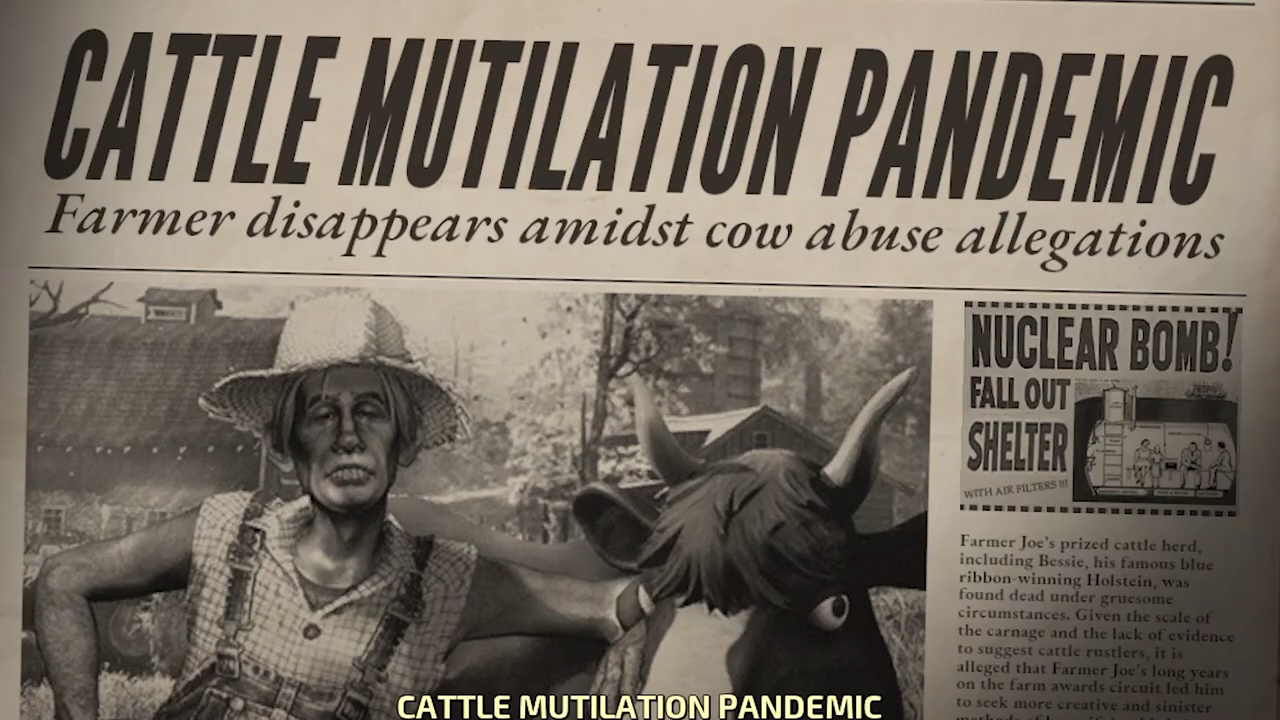 CATTLE MUTILATION PANDEMIC
Farmer disappears amidst cow abuse allegations
NUCLEAR BOMB!
FALL OUT
SHELTER
WITH AIR FILTERS !!!
Farmer Joe's prized cattle herd,
including Bessie, his famous blue
ribbon-winning Holstein, was
found dead under gruesome
circumstances. Given the scale of
the carnage and the lack of evidence
to suggest cattle rustlers, it is
alleged that Farmer Joe's long years
on the farm awards circuit led him
to seek more creative and sinister
CATTLE MUTILATION PANDEMIC